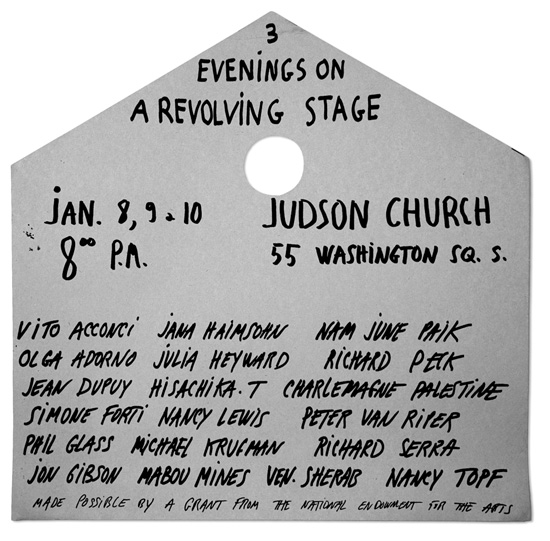 3
EVENINGS ON
A REVOLVING STAGE
JAN. 8, 9 & 10 JUDSON CHURCH
8⁰⁰ P.A. 55 WASHINGTON SQ. S.
VITO ACCONCI JANA HAIMSOHN NAM JUNE PAIK
OLGA ADORNO JULIA HEYWARD RICHARD PECK
JEAN DUPUY HISACHIKA.T CHARLEMAGNE PALESTINE
SIMONE FORTI NANCY LEWIS PETER VAN RIPER
PHIL GLASS MICHAEL KRUGMAN RICHARD SERRA
JON GIBSON MABOU MINES VEN. SHERAB NANCY TOPF
MADE POSSIBLE BY A GRANT FROM THE NATIONAL ENDOWMENT FOR THE ARTS